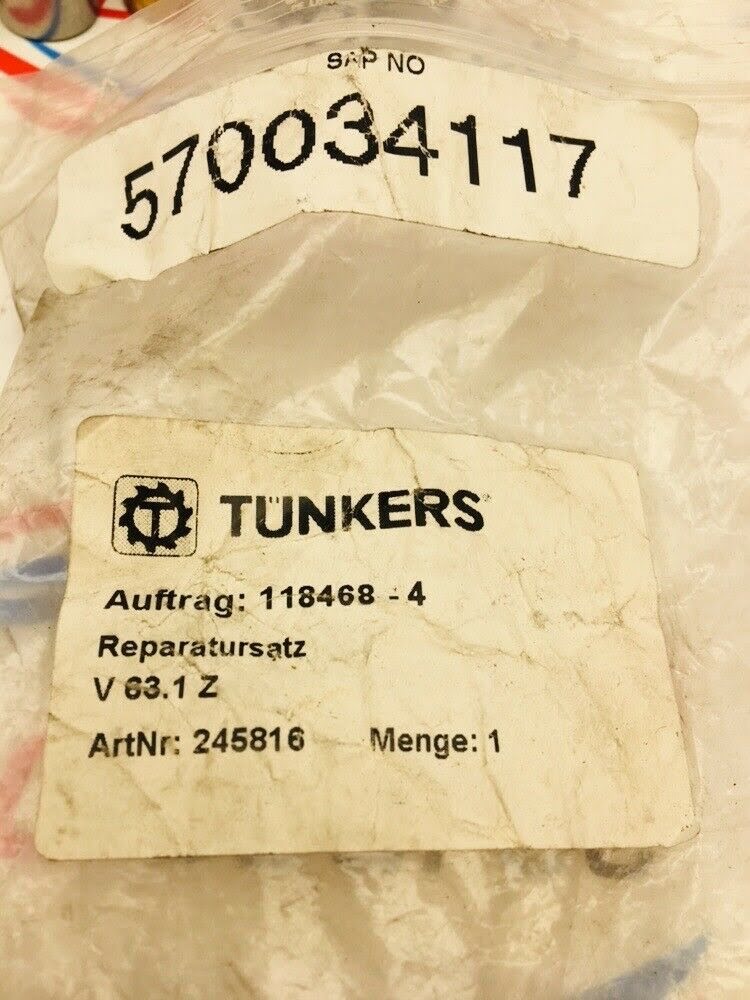 SAP NO
570034117
TÜNKERS
Auftrag: 118468 - 4
Reparatursatz
V 63.1 Z
ArtNr: 245816 Menge: 1